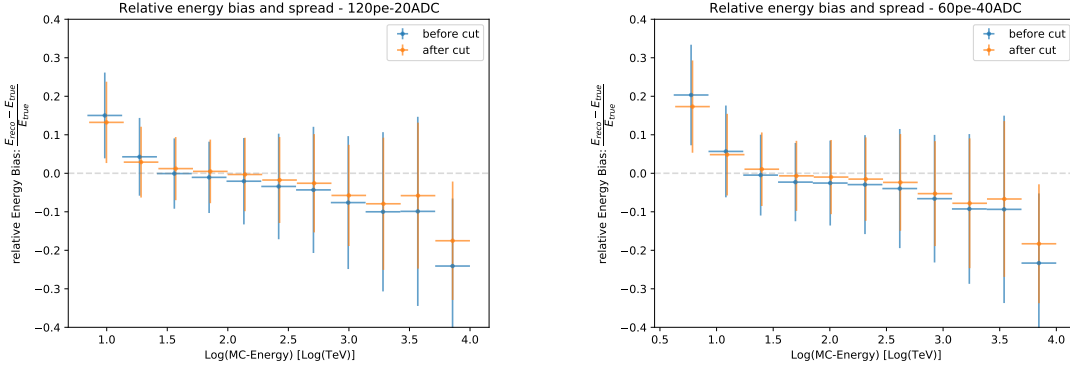 Relative energy bias and spread - 120pe-20ADC
relative Energy Bias: E_reco − E_true / E_true
0.4
0.3
0.2
0.1
0.0
−0.1
−0.2
−0.3
−0.4
before cut
after cut
1.0 1.5 2.0 2.5 3.0 3.5 4.0
Log(MC-Energy) [Log(TeV)]
Relative energy bias and spread - 60pe-40ADC
relative Energy Bias: E_reco − E_true / E_true
0.4
0.3
0.2
0.1
0.0
−0.1
−0.2
−0.3
−0.4
before cut
after cut
0.5 1.0 1.5 2.0 2.5 3.0 3.5 4.0
Log(MC-Energy) [Log(TeV)]